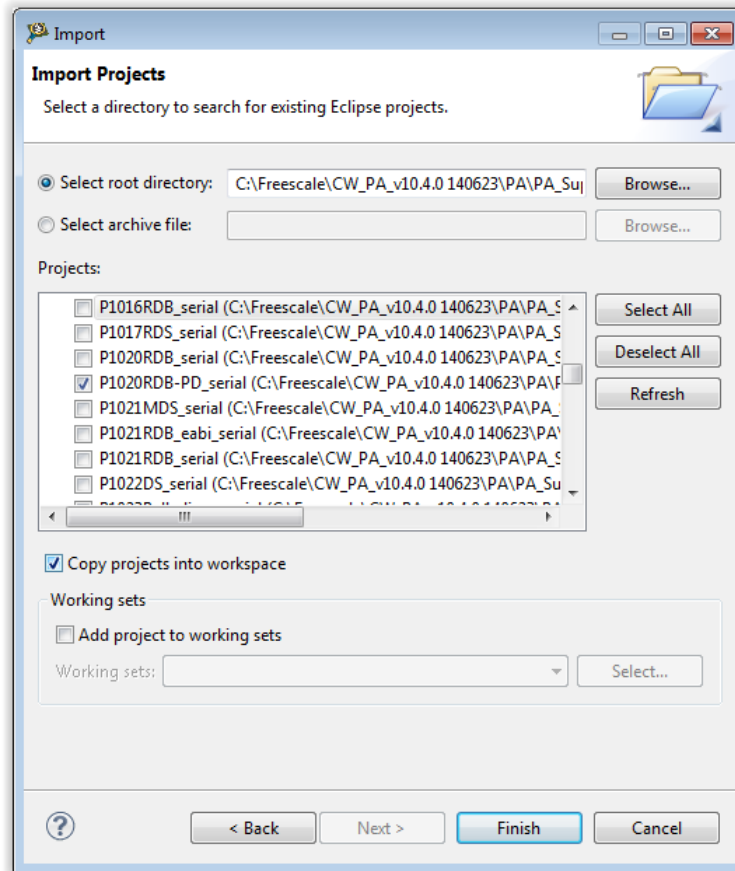 Import
Import Projects
Select a directory to search for existing Eclipse projects.
Select root directory: C:\Freescale\CW_PA_v10.4.0 140623\PA\PA_Su Browse...
Select archive file: Browse...
Projects:
P1016RDB_serial (C:\Freescale\CW_PA_v10.4.0 140623\PA\PA_S Select All
P1017RDS_serial (C:\Freescale\CW_PA_v10.4.0 140623\PA\PA_S
P1020RDB_serial (C:\Freescale\CW_PA_v10.4.0 140623\PA\PA_S Deselect All
P1020RDB-PD_serial (C:\Freescale\CW_PA_v10.4.0 140623\PA\
P1021MDS_serial (C:\Freescale\CW_PA_v10.4.0 140623\PA\PA_ Refresh
P1021RDB_eabi_serial (C:\Freescale\CW_PA_v10.4.0 140623\PA\
P1021RDB_serial (C:\Freescale\CW_PA_v10.4.0 140623\PA\PA_S
P1022DS_serial (C:\Freescale\CW_PA_v10.4.0 140623\PA\PA_Su
Copy projects into workspace
Working sets
Add project to working sets
Working sets: Select...
? < Back Next > Finish Cancel